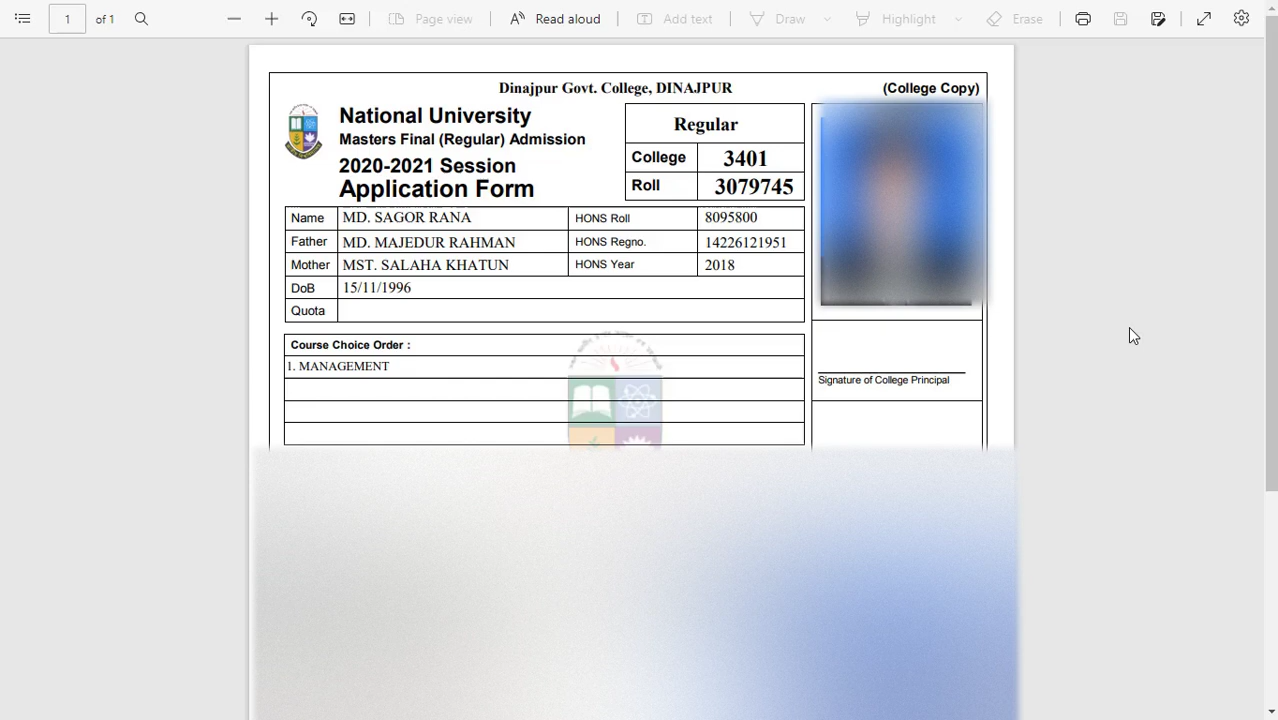 1 of 1 Page view Read aloud Add text Draw Highlight Erase
Dinajpur Govt. College, DINAJPUR (College Copy)
National University
Masters Final (Regular) Admission
2020-2021 Session
Application Form
Regular
College 3401
Roll 3079745
Name MD. SAGOR RANA HONS Roll 8095800
Father MD. MAJEDUR RAHMAN HONS Regno. 14226121951
Mother MST. SALAHA KHATUN HONS Year 2018
DoB 15/11/1996
Quota
Course Choice Order :
1. MANAGEMENT
Signature of College Principal